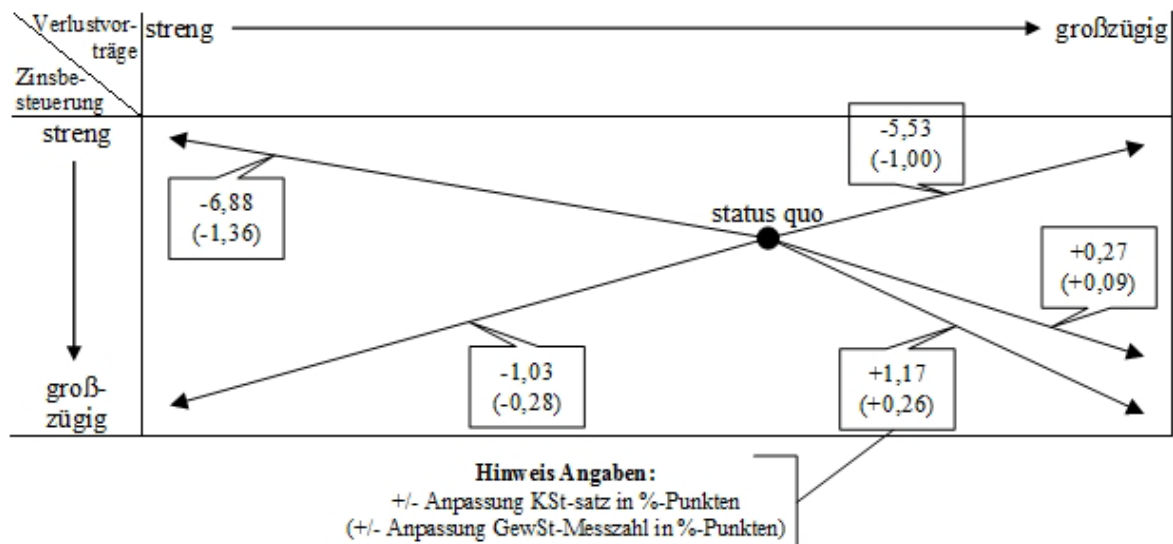 Verlustvor-
träge
streng
großzügig
Zinsbe-
steuerung
streng
-5,53
(-1,00)
-6,88
(-1,36)
status quo
+0,27
(+0,09)
-1,03
(-0,28)
+1,17
(+0,26)
groß-
zügig
Hinweis Angaben:
+/- Anpassung KSt-satz in %-Punkten
(+/- Anpassung GewSt-Messzahl in %-Punkten)